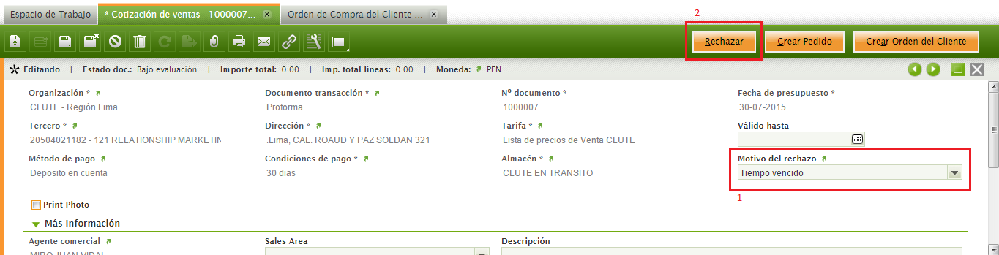 2
Espacio de Trabajo
* Cotización de ventas - 1000007...
Orden de Compra del Cliente ...
Rechazar
Crear Pedido
Crear Orden del Cliente
Editando | Estado doc.: Bajo evaluación | Importe total: 0.00 | Imp. total líneas: 0.00 | Moneda: PEN
Organización * Documento transacción * Nº documento * Fecha de presupuesto *
CLUTE - Región Lima Proforma 1000007 30-07-2015
Tercero * Dirección * Tarifa * Válido hasta
20504021182 - 121 RELATIONSHIP MARKETIN .Lima, CAL. ROAUD Y PAZ SOLDAN 321 Lista de precios de Venta CLUTE
Método de pago Condiciones de pago * Almacén * Motivo del rechazo
Deposito en cuenta 30 dias CLUTE EN TRANSITO Tiempo vencido
1
Print Photo
Más Información
Agente comercial Sales Area Descripción
MIRO JUAN VIDAL